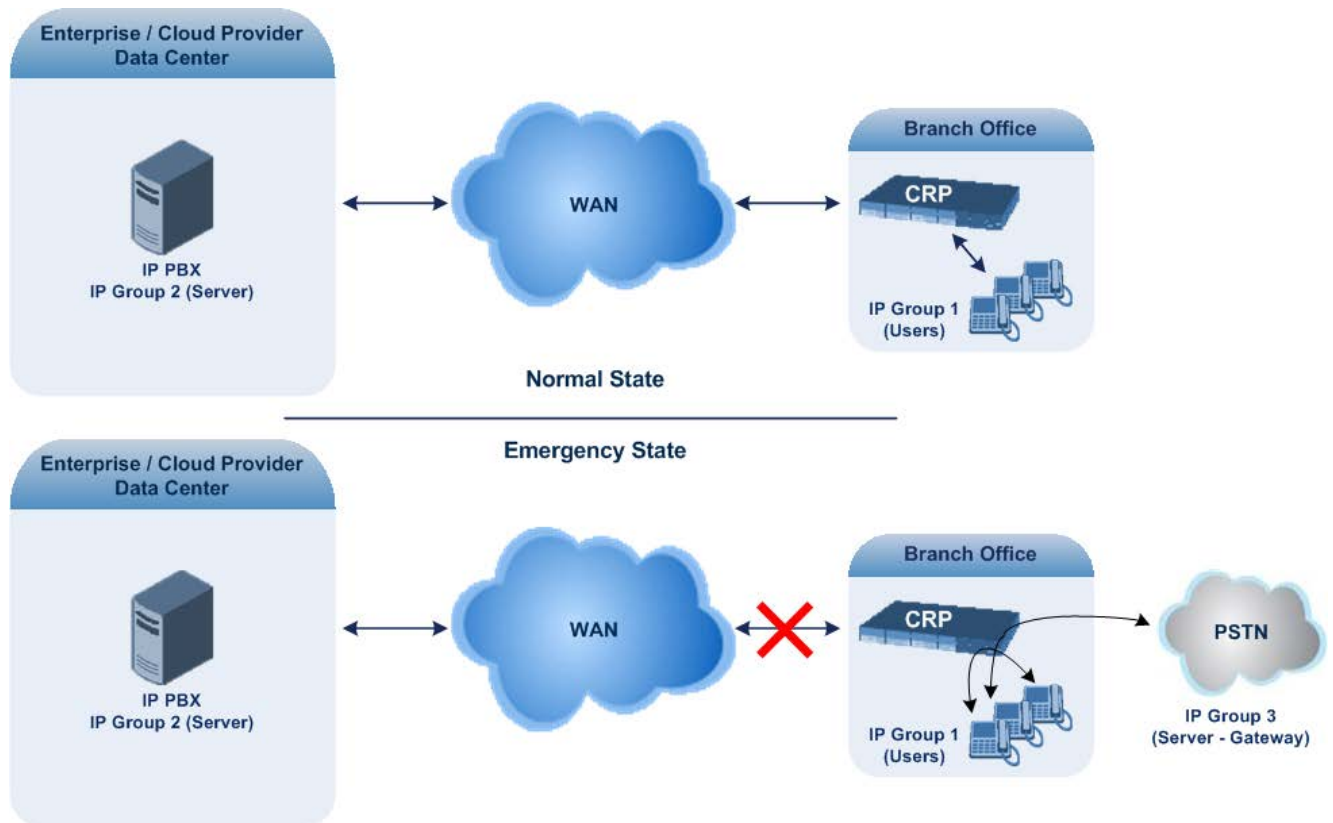 Enterprise / Cloud Provider
Data Center
IP PBX
IP Group 2 (Server)
WAN
Branch Office
CRP
IP Group 1
(Users)
Normal State
Emergency State
Enterprise / Cloud Provider
Data Center
IP PBX
IP Group 2 (Server)
WAN
Branch Office
CRP
IP Group 1
(Users)
PSTN
IP Group 3
(Server - Gateway)